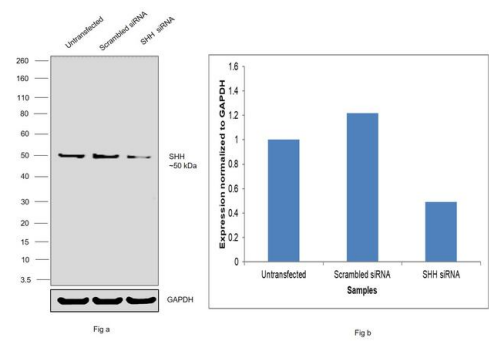 Untransfected
Scrambled siRNA
SHH siRNA
260
160
110
80
60
50
40
30
20
15
10
3.5
SHH
~50 kDa
GAPDH
Fig a
Expression normalized to GAPDH
1.6
1.4
1.2
1
0.8
0.6
0.4
0.2
0
Untransfected
Scrambled siRNA
SHH siRNA
Samples
Fig b